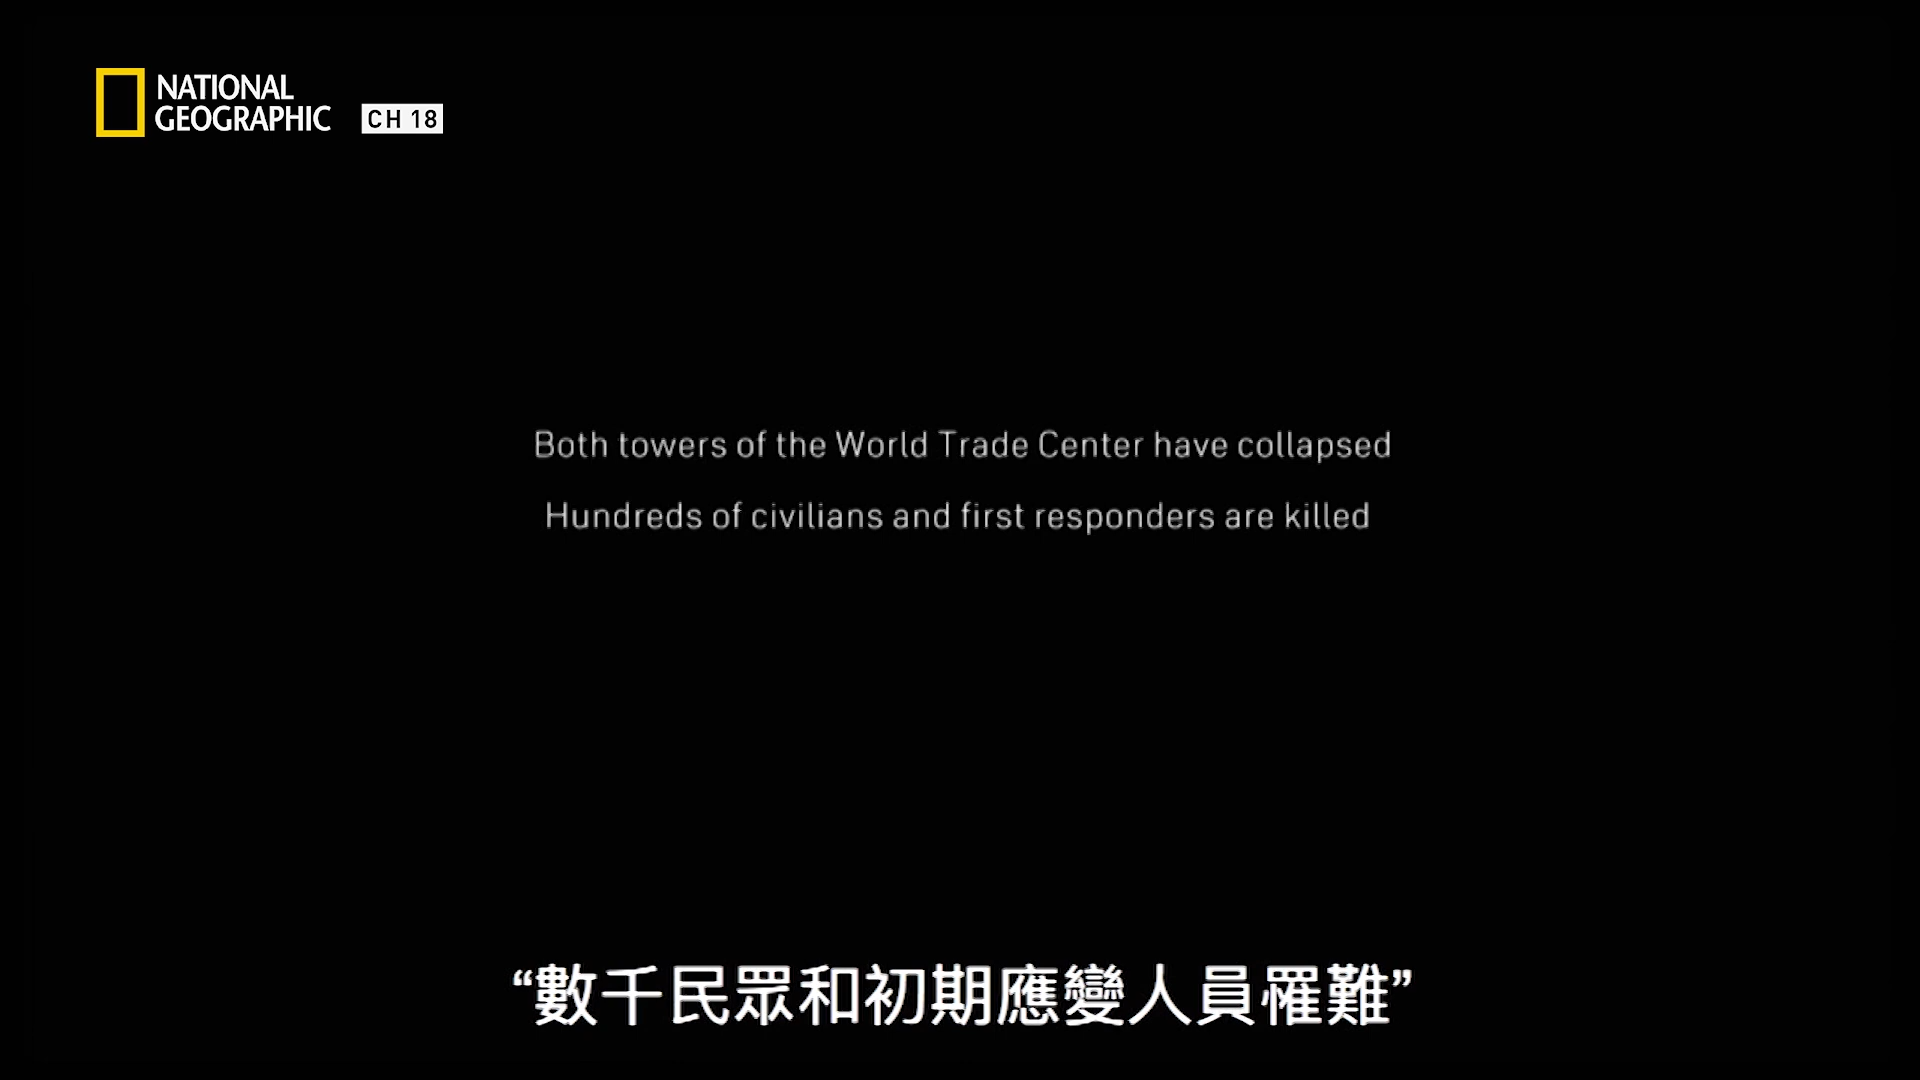 NATIONAL
GEOGRAPHIC CH 18
Both towers of the World Trade Center have collapsed
Hundreds of civilians and first responders are killed
“數千民眾和初期應變人員罹難”